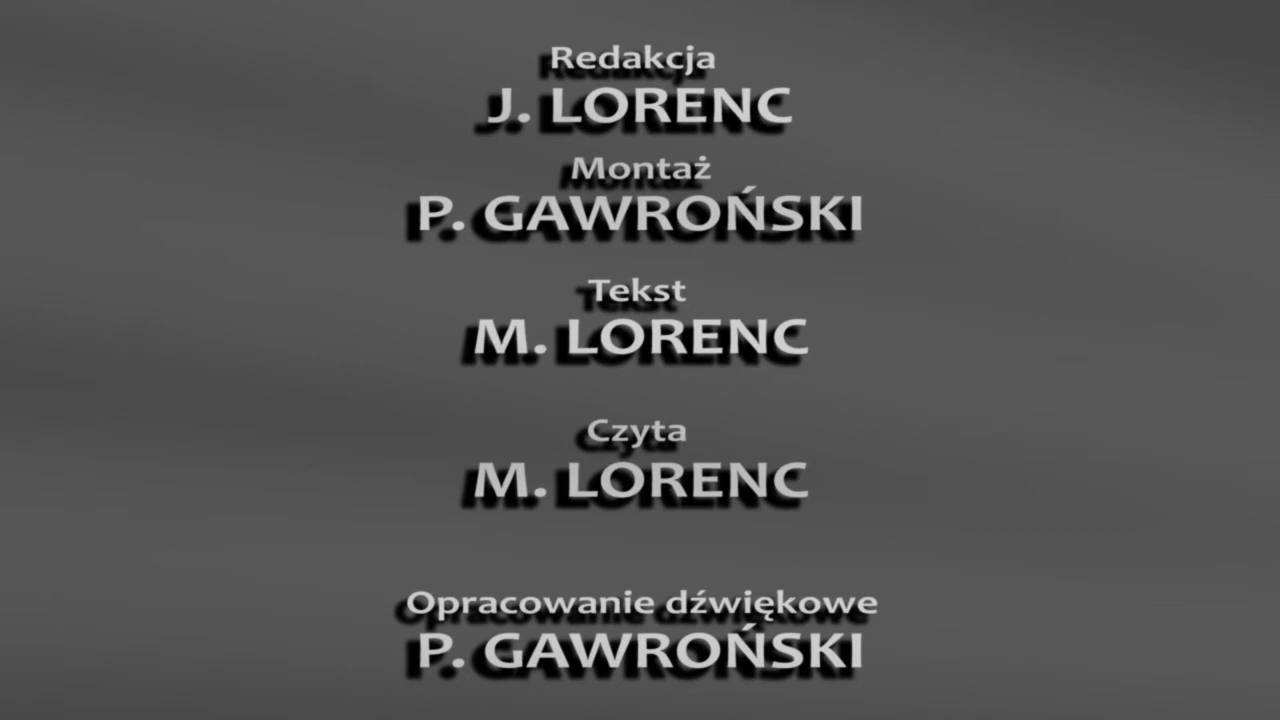 Redakcja
J. LORENC
Montaż
P. GAWROŃSKI
Tekst
M. LORENC
Czyta
M. LORENC
Opracowanie dźwiękowe
P. GAWROŃSKI